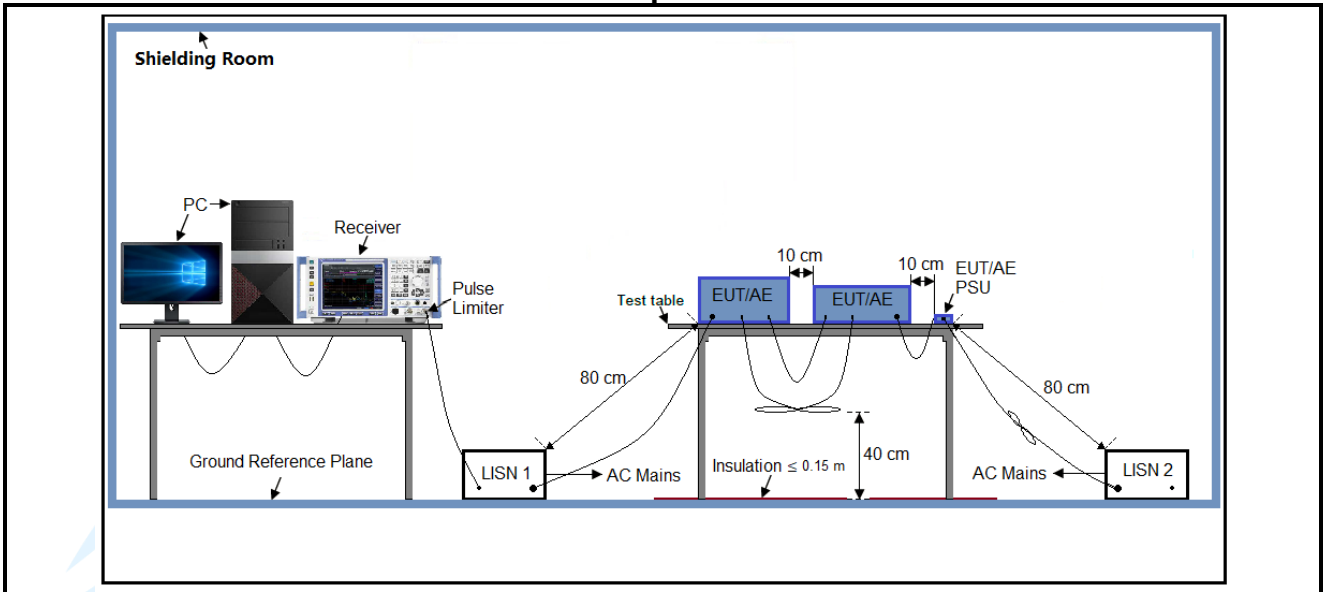 Shielding Room
PC
Receiver
Pulse
Limiter
Test table
EUT/AE
10 cm
EUT/AE
10 cm
EUT/AE
PSU
80 cm
80 cm
40 cm
Ground Reference Plane
LISN 1
AC Mains
Insulation ≤ 0.15 m
AC Mains
LISN 2